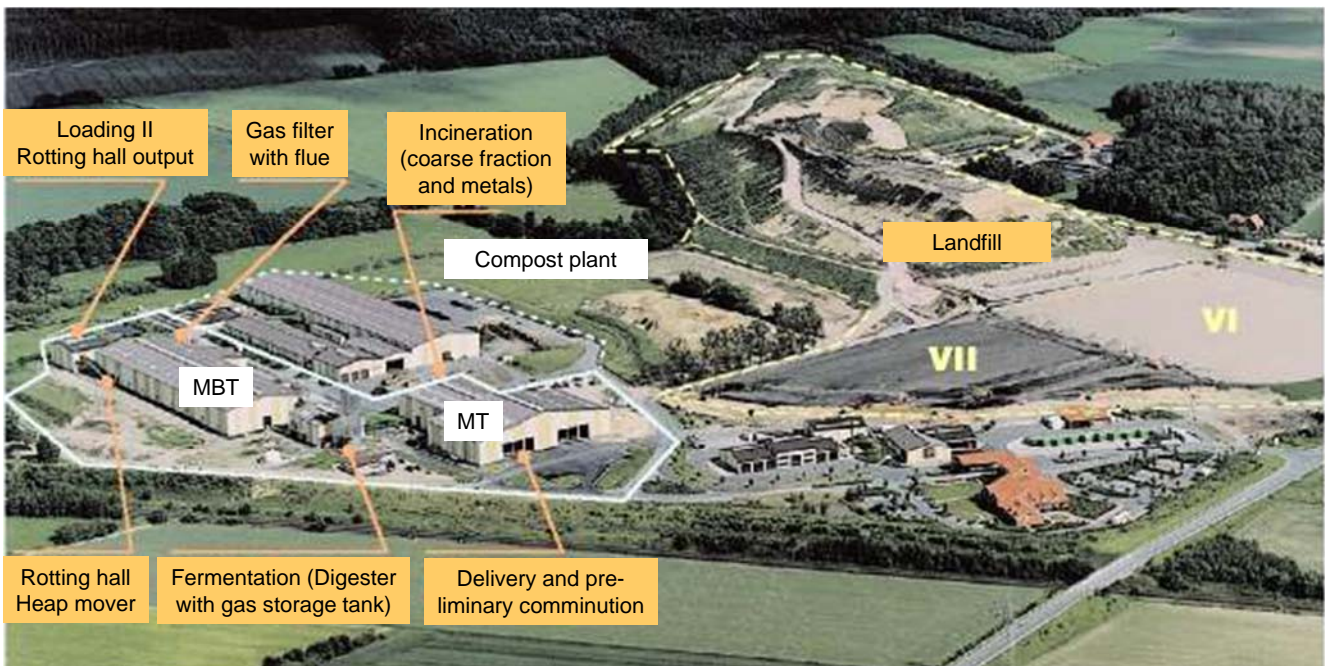 Loading II
Rotting hall output
Gas filter
with flue
Incineration
(coarse fraction
and metals)
Compost plant
Landfill
VI
VII
MBT
MT
Rotting hall
Heap mover
Fermentation (Digester
with gas storage tank)
Delivery and pre-
liminary comminution